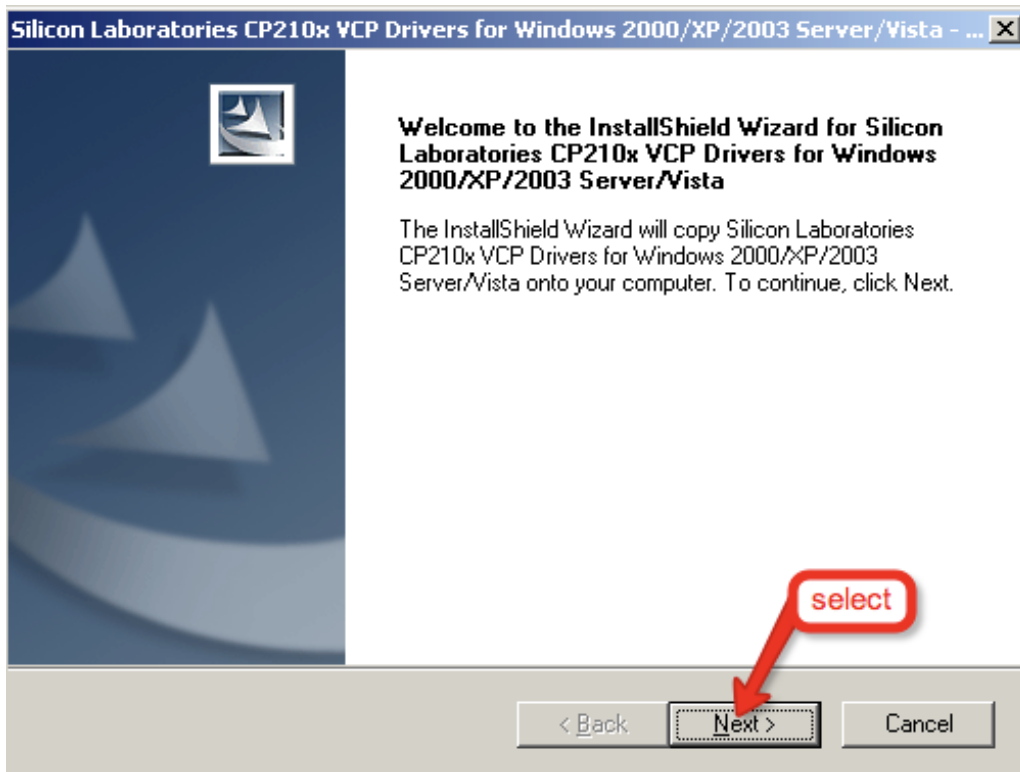 Silicon Laboratories CP210x VCP Drivers for Windows 2000/XP/2003 Server/Vista - ...
Welcome to the InstallShield Wizard for Silicon
Laboratories CP210x VCP Drivers for Windows
2000/XP/2003 Server/Vista
The InstallShield Wizard will copy Silicon Laboratories
CP210x VCP Drivers for Windows 2000/XP/2003
Server/Vista onto your computer. To continue, click Next.
select
< Back Next > Cancel